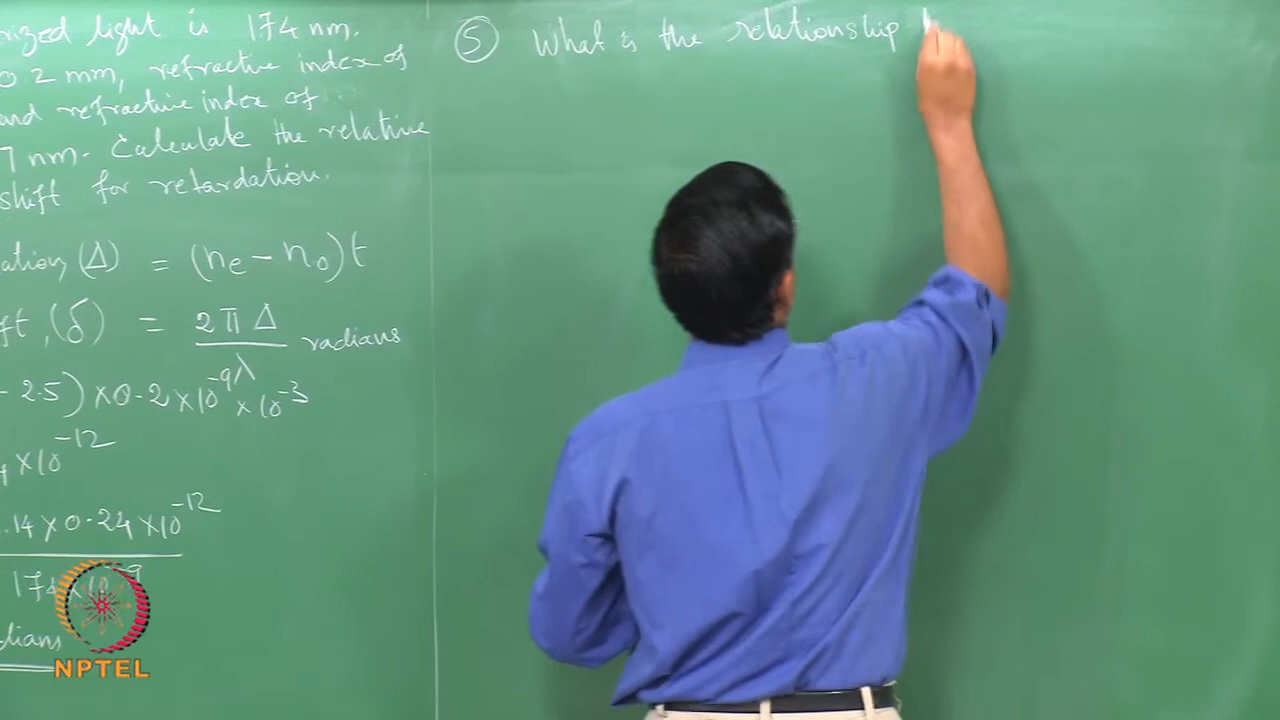 rized light is 174 nm.
0 2 mm, refractive index of
and refractive index of
7 nm. Calculate the relative
shift for retardation.
ation, (Δ) = (ne - no)t
ft, (δ) = 2πΔ
λ radians
- 2.5) × 0.2 × 10⁻⁹ × 10⁻³
4 × 10⁻¹²
.14 × 0.24 × 10⁻¹²
174 × 10⁻⁹
dians
NPTEL
⑤ What is the relationship